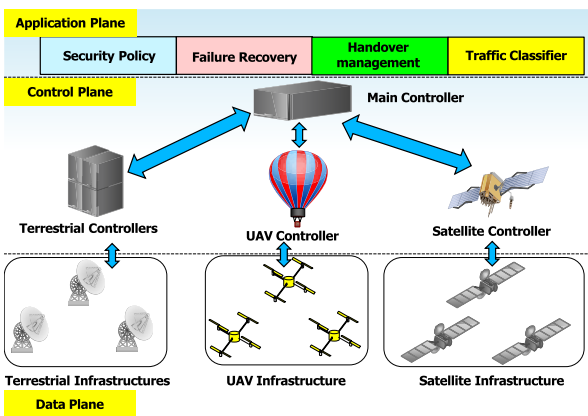 Application Plane
Security Policy
Failure Recovery
Handover
management
Traffic Classifier
Control Plane
Main Controller
Terrestrial Controllers
UAV Controller
Satellite Controller
Terrestrial Infrastructures
UAV Infrastructure
Satellite Infrastructure
Data Plane